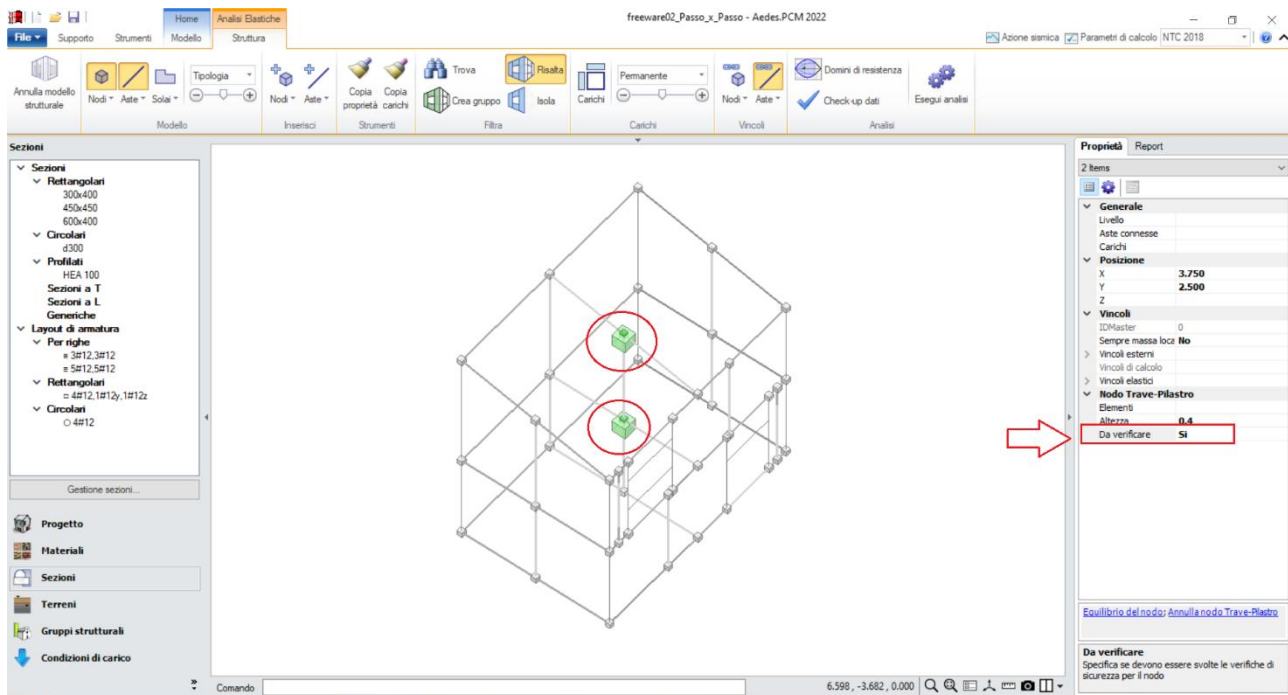 freeware02_Passo_x_Passo - Aedes.PCM 2022
Home
Analisi Elastiche
File
Supporto
Strumenti
Modello
Struttura
Azione sismica
Parametri di calcolo
NTC 2018
Annulla modello
strutturale
Nodi
Aste
Solai
Tipologia
Modello
Nodi
Aste
Inserisci
Copia
proprietà
Copia
carichi
Strumenti
Trova
Crea gruppo
Risalta
Isola
Filtra
Carichi
Permanente
Carichi
Nodi
Aste
Vincoli
Domini di resistenza
Check-up dati
Esegui analisi
Analisi
Sezioni
Sezioni
Rettangolari
300x400
450x450
600x400
Circolari
d300
Profilati
HEA 100
Sezioni a T
Sezioni a L
Generiche
Layout di armatura
Per righe
3#12,3#12
5#12,5#12
Rettangolari
4#12,1#12y,1#12z
Circolari
4#12
Gestione sezioni...
Progetto
Materiali
Sezioni
Terreni
Gruppi strutturali
Condizioni di carico
Comando
6.598 , -3.682 , 0.000
Proprietà
Report
2 Items
Generale
Livello
Aste connesse
Carichi
Posizione
X 3.750
Y 2.500
Z
Vincoli
IDMaster 0
Sempre massa loca No
Vincoli esterni
Vincoli di calcolo
Vincoli elastici
Nodo Trave-Pilastro
Elementi
Altezza 0.4
Da verificare Sì
Equilibrio del nodo; Annulla nodo Trave-Pilastro
Da verificare
Specifica se devono essere svolte le verifiche di
sicurezza per il nodo